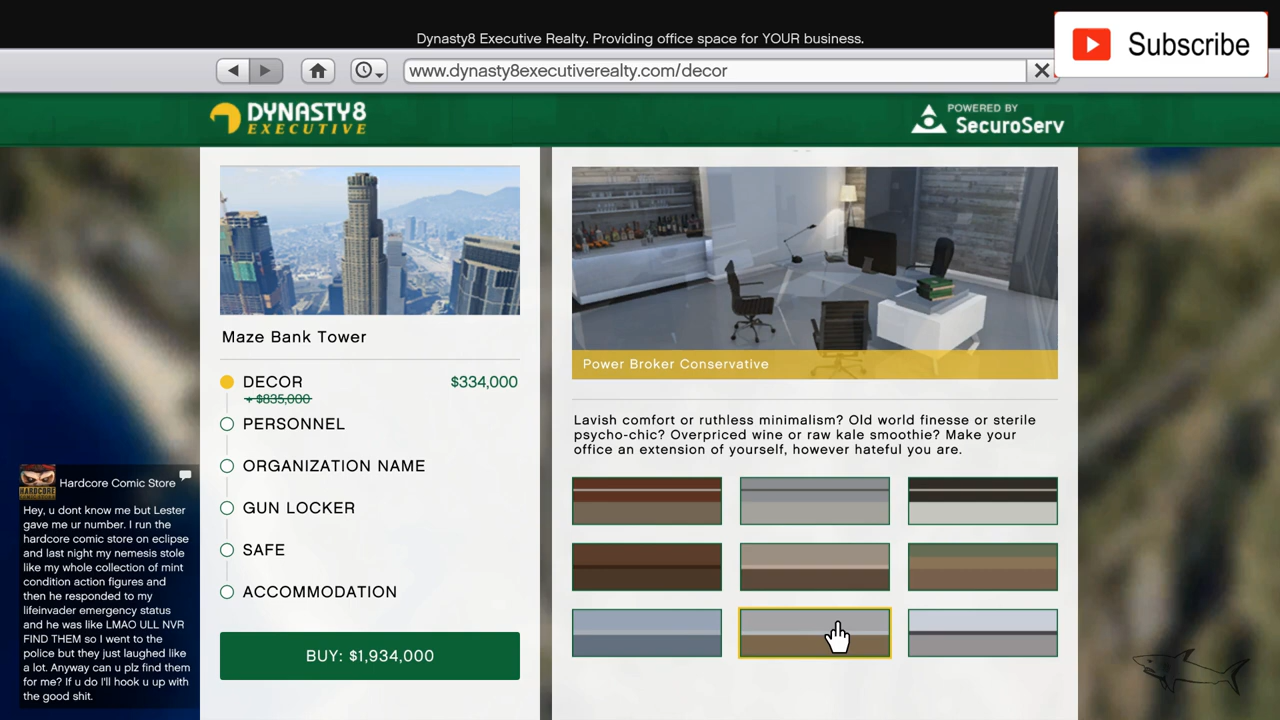 Dynasty8 Executive Realty. Providing office space for YOUR business.
Subscribe
www.dynasty8executiverealty.com/decor
DYNASTY8
EXECUTIVE
POWERED BY
SecuroServ
Maze Bank Tower
DECOR $334,000
+ $835,000
PERSONNEL
ORGANIZATION NAME
GUN LOCKER
SAFE
ACCOMMODATION
BUY: $1,934,000
Power Broker Conservative
Lavish comfort or ruthless minimalism? Old world finesse or sterile
psycho-chic? Overpriced wine or raw kale smoothie? Make your
office an extension of yourself, however hateful you are.
HARDCORE
Hardcore Comic Store
Hey, u dont know me but Lester
gave me ur number. I run the
hardcore comic store on eclipse
and last night my nemesis stole
like my whole collection of mint
condition action figures and
then he responded to my
lifeinvader emergency status
and he was like LMAO ULL NVR
FIND THEM so I went to the
police but they just laughed like
a lot. Anyway can u plz find them
for me? If u do I'll hook u up with
the good shit.